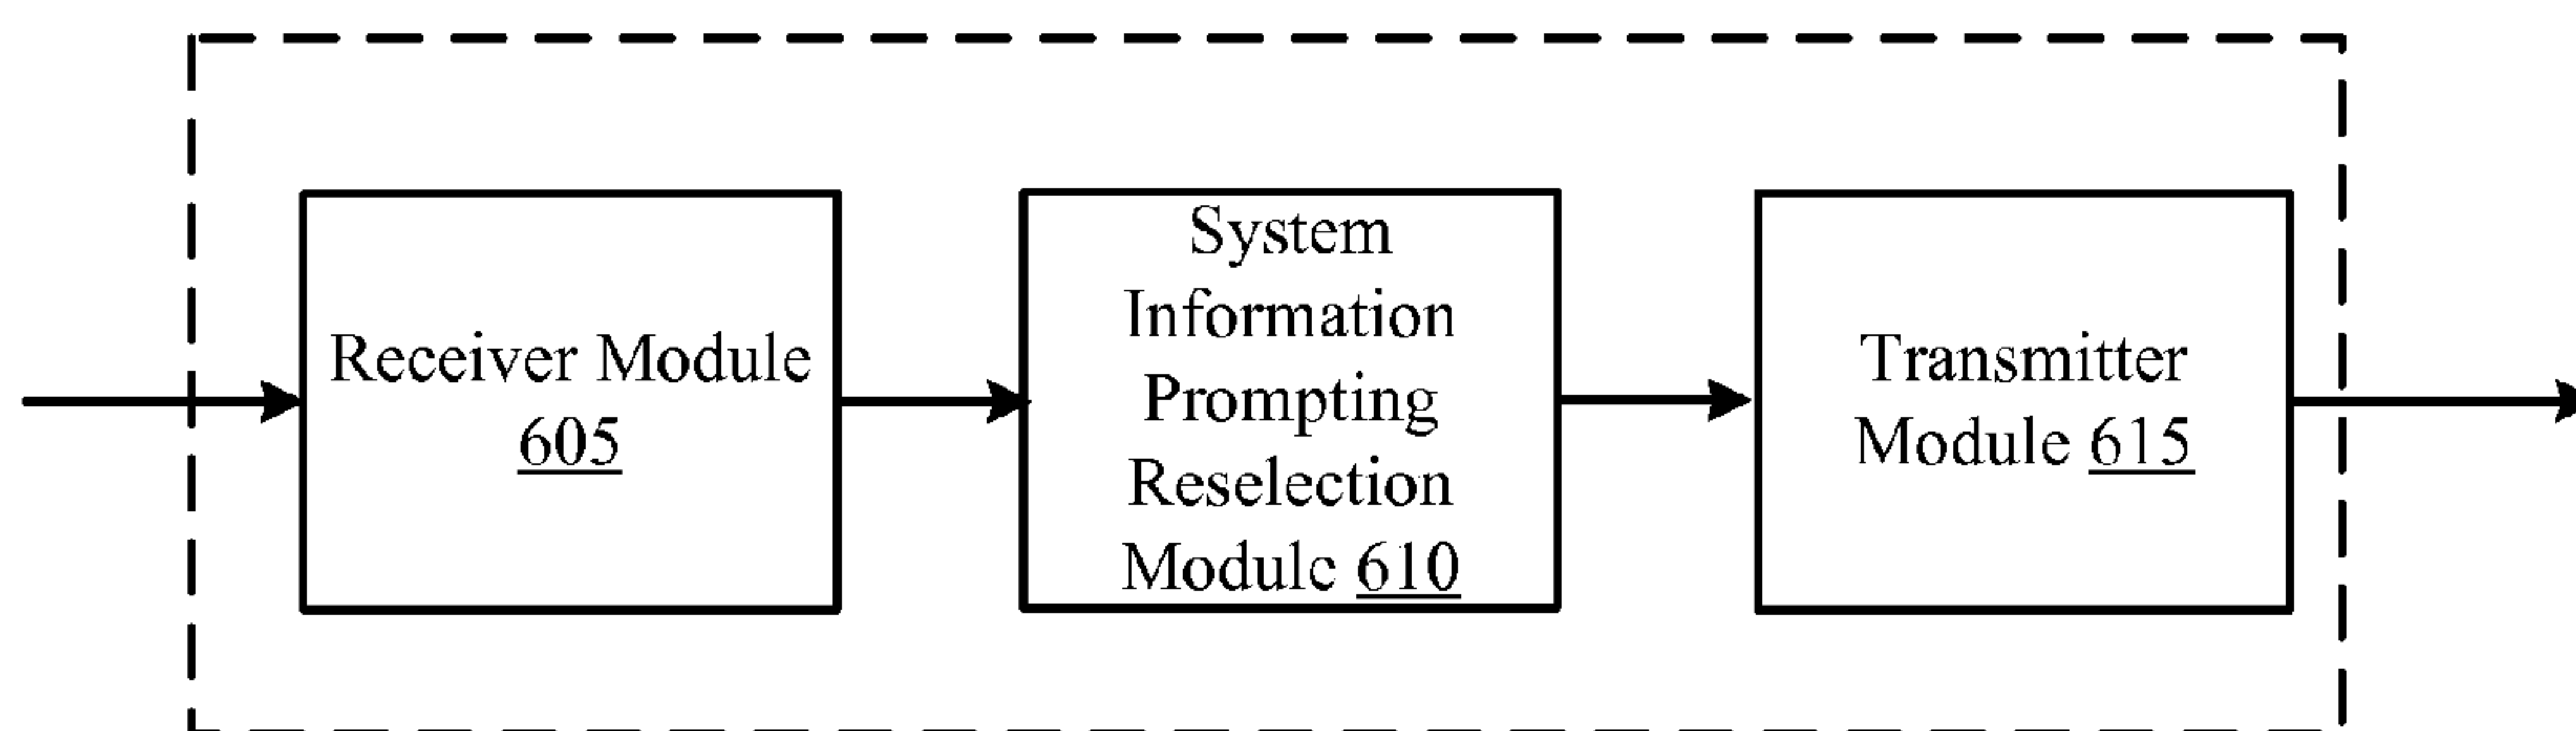 Receiver Module
605
System
Information
Prompting
Reselection
Module 610
Transmitter
Module 615